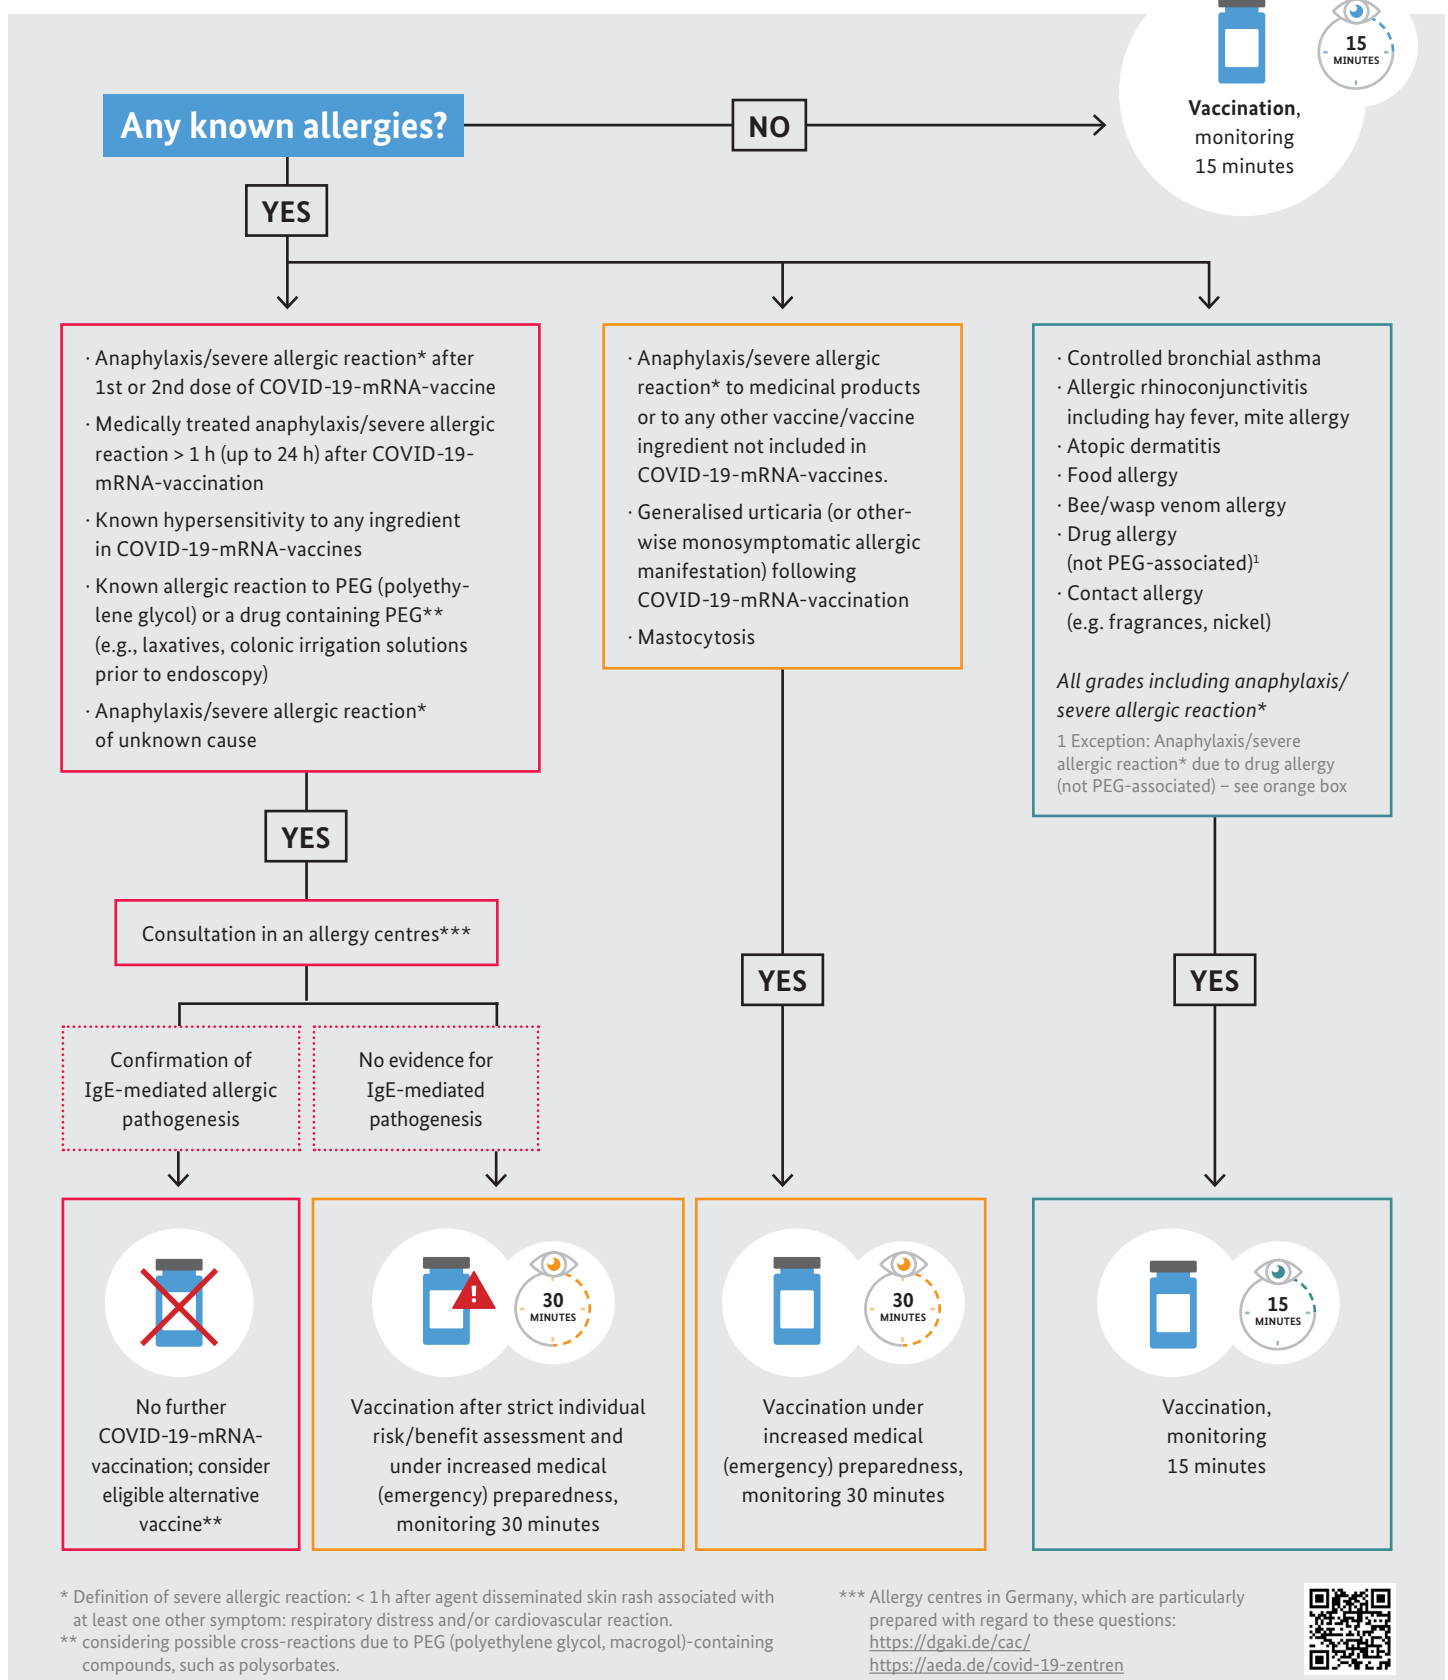 15
MINUTES
Any known allergies?
NO
Vaccination,
monitoring
15 minutes
YES
· Anaphylaxis/severe allergic reaction* after
1st or 2nd dose of COVID-19-mRNA-vaccine
· Medically treated anaphylaxis/severe allergic
reaction > 1 h (up to 24 h) after COVID-19-
mRNA-vaccination
· Known hypersensitivity to any ingredient
in COVID-19-mRNA-vaccines
· Known allergic reaction to PEG (polyethy-
lene glycol) or a drug containing PEG**
(e.g., laxatives, colonic irrigation solutions
prior to endoscopy)
· Anaphylaxis/severe allergic reaction*
of unknown cause
· Anaphylaxis/severe allergic
reaction* to medicinal products
or to any other vaccine/vaccine
ingredient not included in
COVID-19-mRNA-vaccines.
· Generalised urticaria (or other-
wise monosymptomatic allergic
manifestation) following
COVID-19-mRNA-vaccination
· Mastocytosis
· Controlled bronchial asthma
· Allergic rhinoconjunctivitis
including hay fever, mite allergy
· Atopic dermatitis
· Food allergy
· Bee/wasp venom allergy
· Drug allergy
(not PEG-associated)¹
· Contact allergy
(e.g. fragrances, nickel)
All grades including anaphylaxis/
severe allergic reaction*
1 Exception: Anaphylaxis/severe
allergic reaction* due to drug allergy
(not PEG-associated) – see orange box
YES
Consultation in an allergy centres***
YES
YES
Confirmation of
IgE-mediated allergic
pathogenesis
No evidence for
IgE-mediated
pathogenesis
No further
COVID-19-mRNA-
vaccination; consider
eligible alternative
vaccine**
!
30
MINUTES
Vaccination after strict individual
risk/benefit assessment and
under increased medical
(emergency) preparedness,
monitoring 30 minutes
30
MINUTES
Vaccination under
increased medical
(emergency) preparedness,
monitoring 30 minutes
15
MINUTES
Vaccination,
monitoring
15 minutes
* Definition of severe allergic reaction: < 1 h after agent disseminated skin rash associated with
at least one other symptom: respiratory distress and/or cardiovascular reaction.
** considering possible cross-reactions due to PEG (polyethylene glycol, macrogol)-containing
compounds, such as polysorbates.
*** Allergy centres in Germany, which are particularly
prepared with regard to these questions:
https://dgaki.de/cac/
https://aeda.de/covid-19-zentren